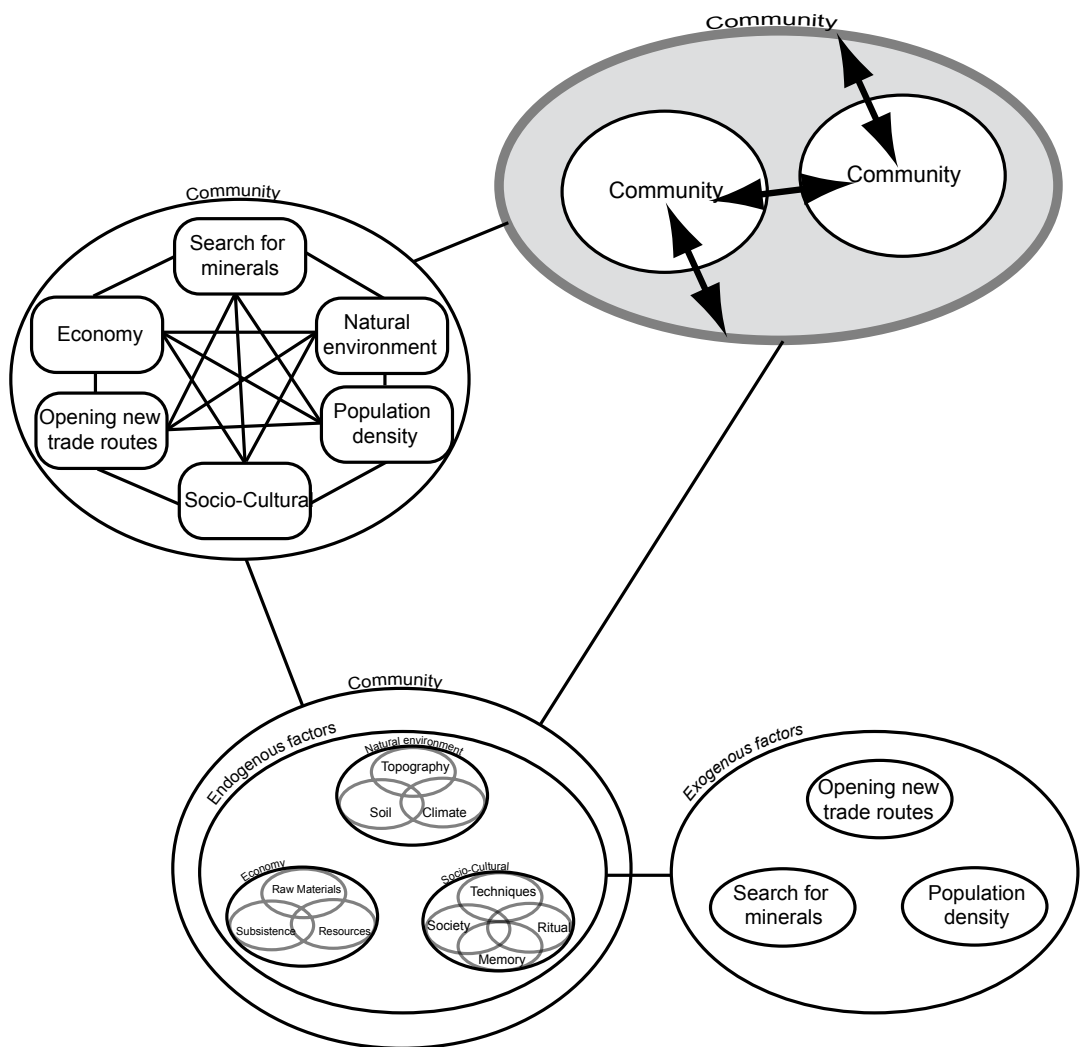 Community
Community
Community
Community
Search for
minerals
Economy
Natural
environment
Opening new
trade routes
Population
density
Socio-Cultura
Community
Endogenous factors
Natural environment
Topography
Soil
Climate
Economy
Raw Materials
Subsistence
Resources
Socio-Cultural
Techniques
Society
Ritual
Memory
Exogenous factors
Opening new
trade routes
Search for
minerals
Population
density